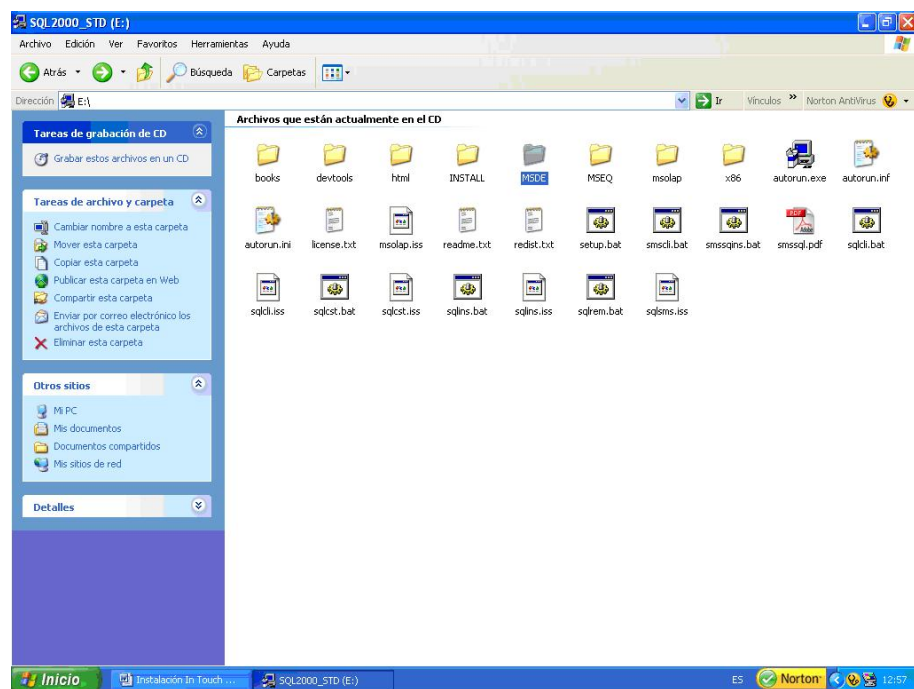 SQL2000_STD (E:)
Archivo Edición Ver Favoritos Herramientas Ayuda
Atrás Búsqueda Carpetas
Dirección E:\ Ir Vínculos » Norton AntiVirus
Archivos que están actualmente en el CD
Tareas de grabación de CD
Grabar estos archivos en un CD
Tareas de archivo y carpeta
Cambiar nombre a esta carpeta
Mover esta carpeta
Copiar esta carpeta
Publicar esta carpeta en Web
Compartir esta carpeta
Enviar por correo electrónico los
archivos de esta carpeta
Eliminar esta carpeta
Otros sitios
Mi PC
Mis documentos
Documentos compartidos
Mis sitios de red
Detalles
books devtools html INSTALL MSDE MSEQ msolap x86 autorun.exe autorun.inf
autorun.ini license.txt msolap.iss readme.txt redist.txt setup.bat smscli.bat smssqins.bat smssql.pdf sqlcli.bat
sqlcli.iss sqlcst.bat sqlcst.iss sqlins.bat sqlins.iss sqlrem.bat sqlsms.iss
Inicio Instalación In Touch ... SQL2000_STD (E:) ES Norton 12:57